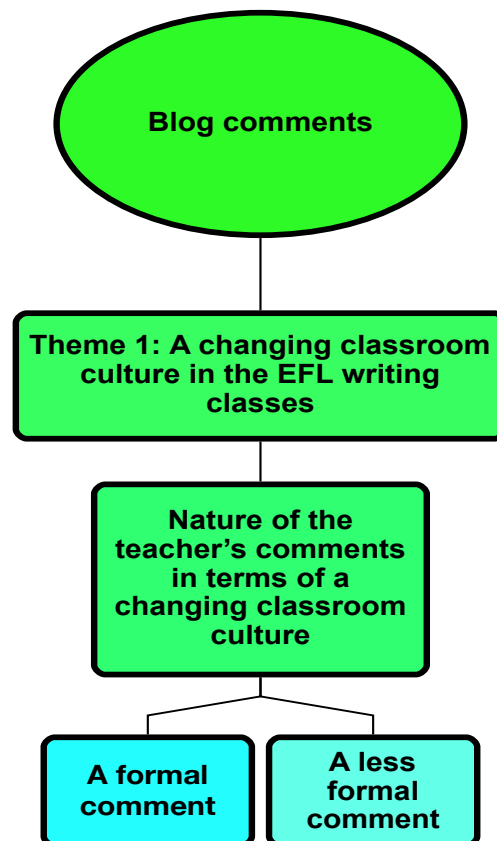 Blog comments
Theme 1: A changing classroom
culture in the EFL writing
classes
Nature of the
teacher’s comments
in terms of a
changing classroom
culture
A formal
comment
A less
formal
comment